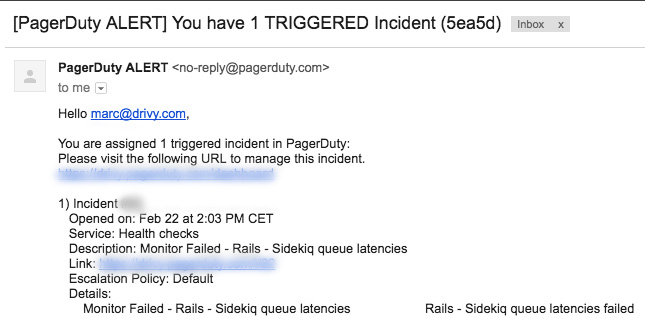 [PagerDuty ALERT] You have 1 TRIGGERED Incident (5ea5d) Inbox x
PagerDuty ALERT <no-reply@pagerduty.com>
to me
Hello marc@drivy.com,
You are assigned 1 triggered incident in PagerDuty:
Please visit the following URL to manage this incident.
1) Incident
Opened on: Feb 22 at 2:03 PM CET
Service: Health checks
Description: Monitor Failed - Rails - Sidekiq queue latencies
Link:
Escalation Policy: Default
Details:
Monitor Failed - Rails - Sidekiq queue latencies Rails - Sidekiq queue latencies failed